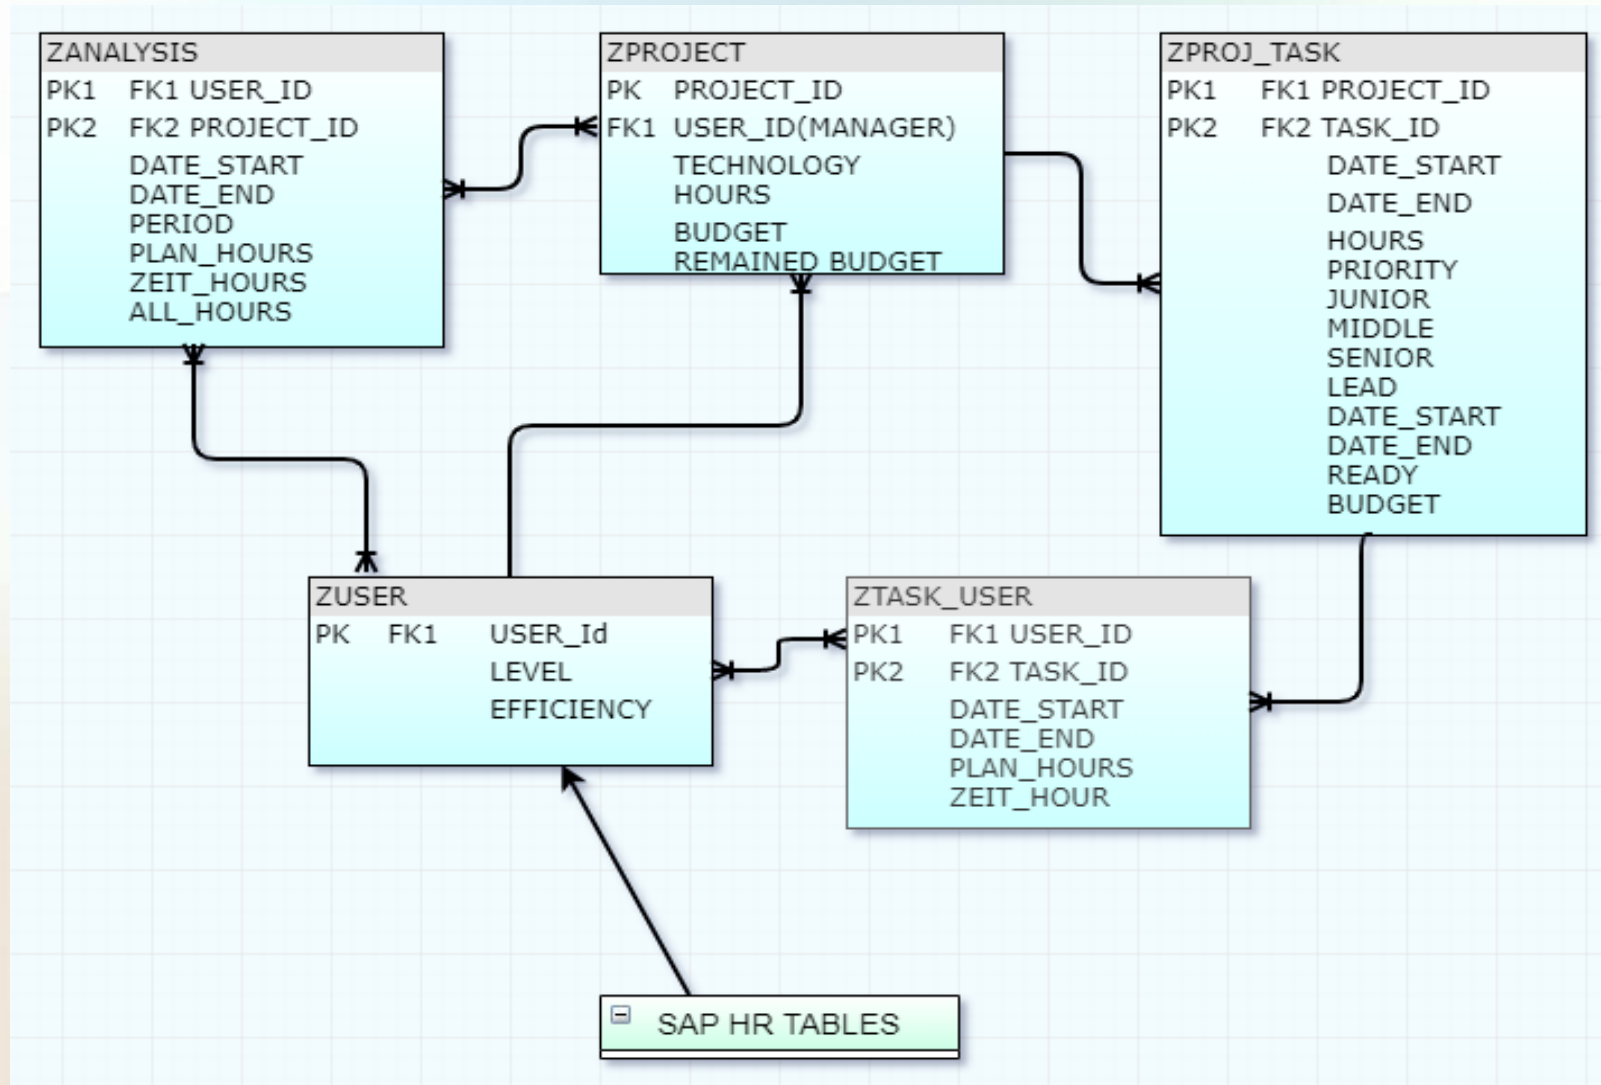 ZANALYSIS
PK1 FK1 USER_ID
PK2 FK2 PROJECT_ID
DATE_START
DATE_END
PERIOD
PLAN_HOURS
ZEIT_HOURS
ALL_HOURS
ZPROJECT
PK PROJECT_ID
FK1 USER_ID(MANAGER)
TECHNOLOGY
HOURS
BUDGET
REMAINED BUDGET
ZPROJ_TASK
PK1 FK1 PROJECT_ID
PK2 FK2 TASK_ID
DATE_START
DATE_END
HOURS
PRIORITY
JUNIOR
MIDDLE
SENIOR
LEAD
DATE_START
DATE_END
READY
BUDGET
ZUSER
PK FK1 USER_Id
LEVEL
EFFICIENCY
ZTASK_USER
PK1 FK1 USER_ID
PK2 FK2 TASK_ID
DATE_START
DATE_END
PLAN_HOURS
ZEIT_HOUR
SAP HR TABLES